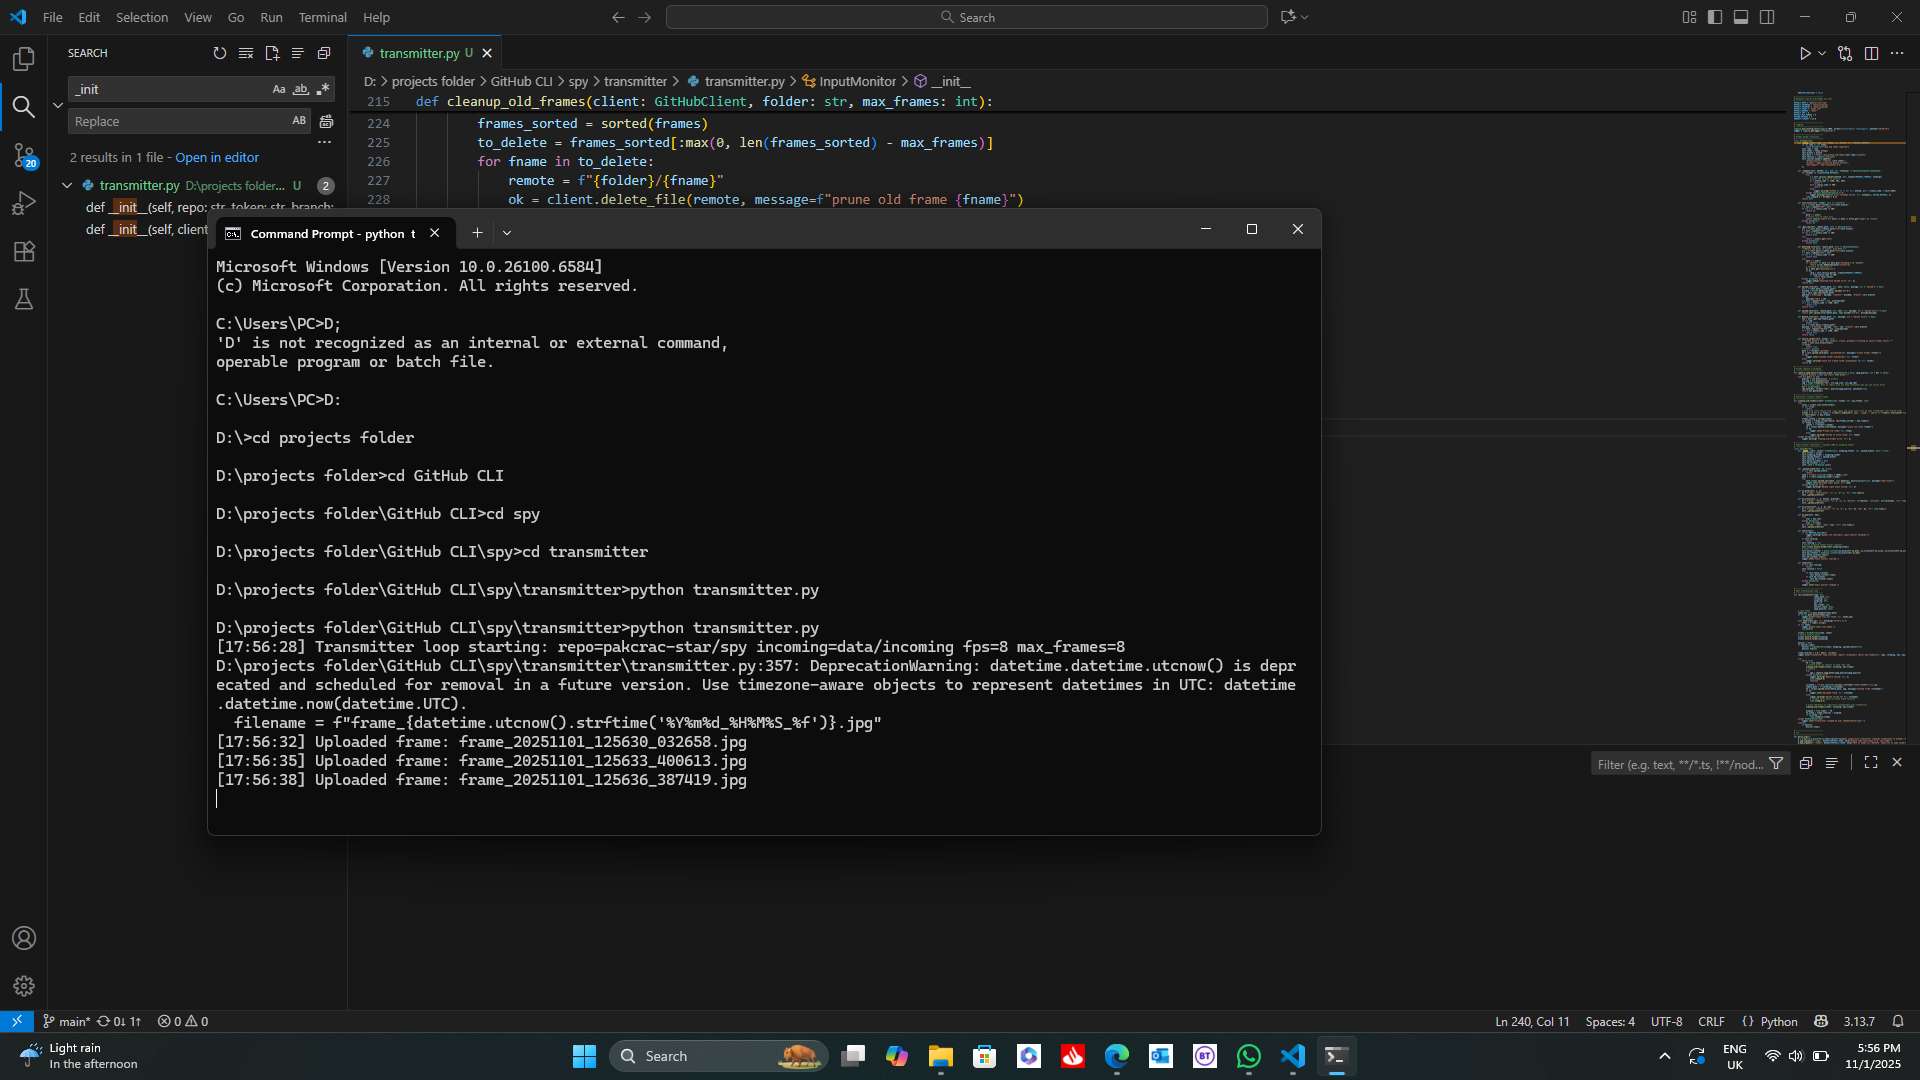 File Edit Selection View Go Run Terminal Help
Search
SEARCH
transmitter.py U
_init
Aa ab
D: > projects folder > GitHub CLI > spy > transmitter > transmitter.py > InputMonitor > __init__
Replace
AB
2 results in 1 file - Open in editor
transmitter.py D:\projects folder... U 2
def __init__(self, repo: str, token: str, branch:
def __init__(self, client
215 def cleanup_old_frames(client: GitHubClient, folder: str, max_frames: int):
224 frames_sorted = sorted(frames)
225 to_delete = frames_sorted[:max(0, len(frames_sorted) - max_frames)]
226 for fname in to_delete:
227 remote = f"{folder}/{fname}"
228 ok = client.delete_file(remote, message=f"prune old frame {fname}")
Command Prompt - python t
Microsoft Windows [Version 10.0.26100.6584]
(c) Microsoft Corporation. All rights reserved.
C:\Users\PC>D;
'D' is not recognized as an internal or external command,
operable program or batch file.
C:\Users\PC>D:
D:\>cd projects folder
D:\projects folder>cd GitHub CLI
D:\projects folder\GitHub CLI>cd spy
D:\projects folder\GitHub CLI\spy>cd transmitter
D:\projects folder\GitHub CLI\spy\transmitter>python transmitter.py
D:\projects folder\GitHub CLI\spy\transmitter>python transmitter.py
[17:56:28] Transmitter loop starting: repo=pakcrac-star/spy incoming=data/incoming fps=8 max_frames=8
D:\projects folder\GitHub CLI\spy\transmitter\transmitter.py:357: DeprecationWarning: datetime.datetime.utcnow() is depr
ecated and scheduled for removal in a future version. Use timezone-aware objects to represent datetimes in UTC: datetime
.datetime.now(datetime.UTC).
filename = f"frame_{datetime.utcnow().strftime('%Y%m%d_%H%M%S_%f')}.jpg"
[17:56:32] Uploaded frame: frame_20251101_125630_032658.jpg
[17:56:35] Uploaded frame: frame_20251101_125633_400613.jpg
[17:56:38] Uploaded frame: frame_20251101_125636_387419.jpg
Filter (e.g. text, **/*.ts, !**/nod...
20
main* 0↓ 1↑ 0 0
Ln 240, Col 11 Spaces: 4 UTF-8 CRLF {} Python 3.13.7
Light rain
In the afternoon
Search
BT
ENG
UK
5:56 PM
11/1/2025